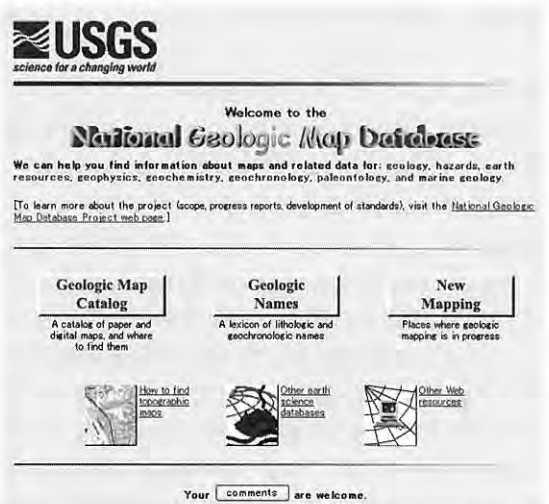 USGS
science for a changing world
Welcome to the
National Geologic Map Database
We can help you find information about maps and related data for: geology, hazards, earth
resources, geophysics, geochemistry, geochronology, paleontology, and marine geology.
[To learn more about the project (scope, progress reports, development of standards), visit the National Geologic
Map Database Project web page.]
Geologic Map
Catalog
A catalog of paper and
digital maps, and where
to find them
Geologic
Names
A lexicon of lithologic and
geochronologic names
New
Mapping
Places where geologic
mapping is in progress
How to find
topographic
maps
Other earth
science
databases
Other Web
resources
Your comments are welcome.